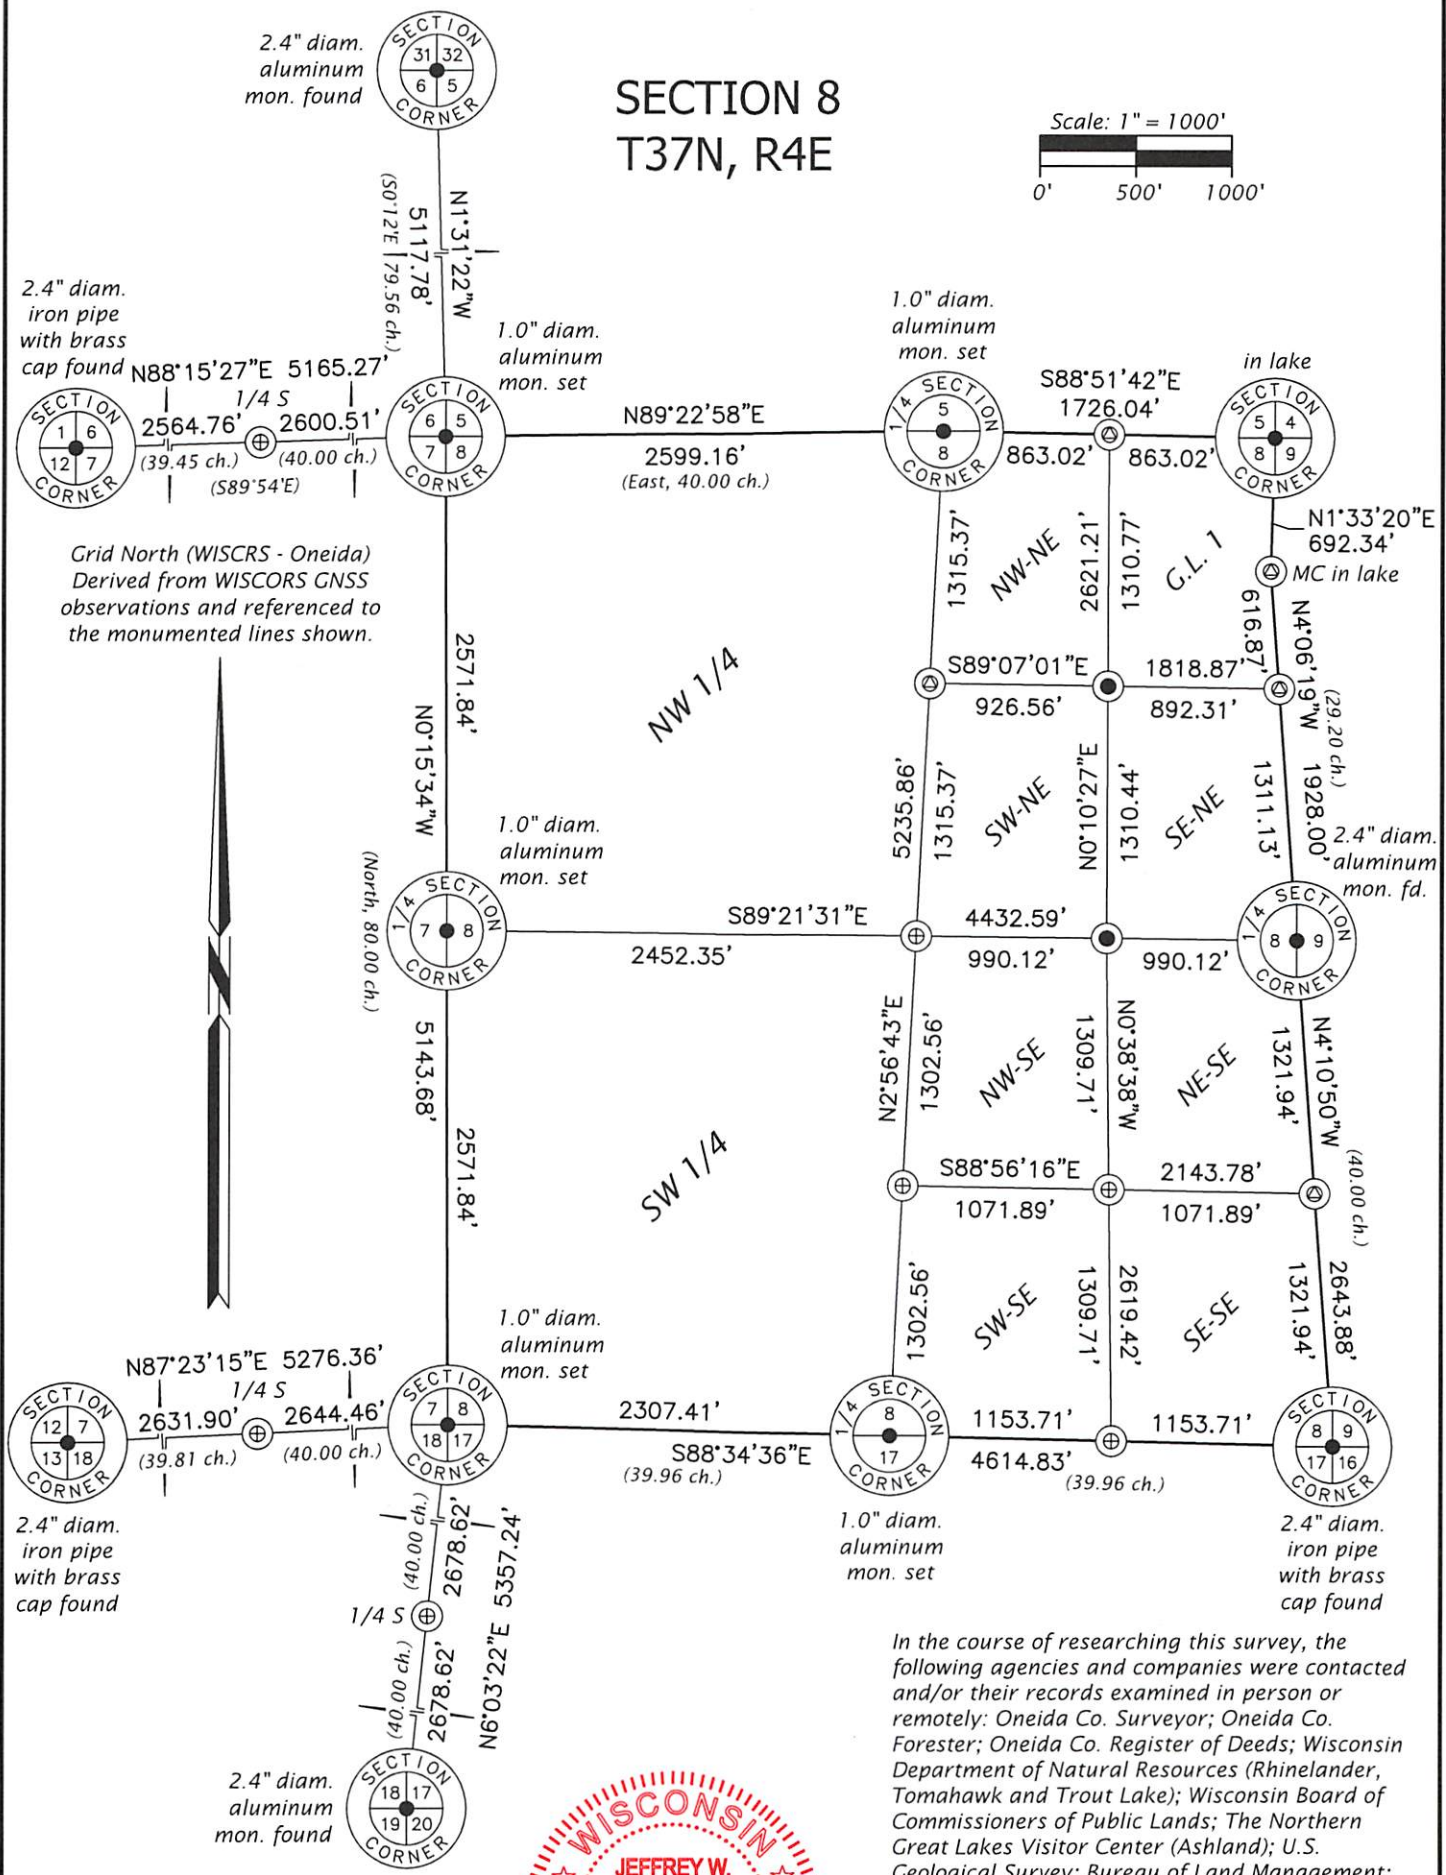 SECTION 8
T37N, R4E
Scale: 1" = 1000'
0' 500' 1000'
2.4" diam.
aluminum
mon. found
SECTION
31 32
6 5
CORNER
N1°31'22"W
5117.78'
(S0°12'E | 79.56 ch.)
2.4" diam.
iron pipe
with brass
cap found
SECTION
1 6
12 7
CORNER
N88°15'27"E 5165.27'
1/4 S
2564.76' 2600.51'
(39.45 ch.) (40.00 ch.)
(S89°54'E)
1.0" diam.
aluminum
mon. set
SECTION
6 5
7 8
CORNER
N89°22'58"E
2599.16'
(East, 40.00 ch.)
1.0" diam.
aluminum
mon. set
1/4 SECTION
5
8
CORNER
S88°51'42"E
1726.04'
863.02' 863.02'
in lake
SECTION
5 4
8 9
CORNER
N1°33'20"E
692.34'
MC in lake
Grid North (WISCRS - Oneida)
Derived from WISCORS GNSS
observations and referenced to
the monumented lines shown.
N
2571.84'
N0°15'34"W
(North, 80.00 ch.)
5143.68'
2571.84'
NW 1/4
SW 1/4
1315.37'
NW-NE
2621.21'
1310.77'
G.L. 1
616.87'
N4°06'19"W
(29.20 ch.)
1928.00'
S89°07'01"E 1818.87'
926.56' 892.31'
5235.86'
1315.37'
SW-NE
N0°10'27"E
1310.44'
SE-NE
1311.13'
2.4" diam.
aluminum
mon. fd.
1/4 SECTION
8 9
CORNER
1.0" diam.
aluminum
mon. set
1/4 SECTION
7 8
CORNER
S89°21'31"E 4432.59'
2452.35' 990.12' 990.12'
N2°56'43"E
1302.56'
NW-SE
1309.71'
N0°38'38"W
NE-SE
1321.94'
N4°10'50"W
(40.00 ch.)
S88°56'16"E 2143.78'
1071.89' 1071.89'
1302.56'
SW-SE
1309.71'
2619.42'
SE-SE
1321.94'
2643.88'
1.0" diam.
aluminum
mon. set
N87°23'15"E 5276.36'
1/4 S
2631.90' 2644.46'
(39.81 ch.) (40.00 ch.)
SECTION
12 7
13 18
CORNER
2.4" diam.
iron pipe
with brass
cap found
SECTION
7 8
18 17
CORNER
2307.41'
S88°34'36"E
(39.96 ch.)
1/4 SECTION
8
17
CORNER
1.0" diam.
aluminum
mon. set
1153.71' 1153.71'
4614.83'
(39.96 ch.)
SECTION
8 9
17 16
CORNER
2.4" diam.
iron pipe
with brass
cap found
(40.00 ch.)
2678.62'
1/4 S
(40.00 ch.)
2678.62'
N6°03'22"E 5357.24'
2.4" diam.
aluminum
mon. found
SECTION
18 17
19 20
CORNER
WISCONSIN
JEFFREY W.
In the course of researching this survey, the
following agencies and companies were contacted
and/or their records examined in person or
remotely: Oneida Co. Surveyor; Oneida Co.
Forester; Oneida Co. Register of Deeds; Wisconsin
Department of Natural Resources (Rhinelander,
Tomahawk and Trout Lake); Wisconsin Board of
Commissioners of Public Lands; The Northern
Great Lakes Visitor Center (Ashland); U.S.
Geological Survey; Bureau of Land Management;